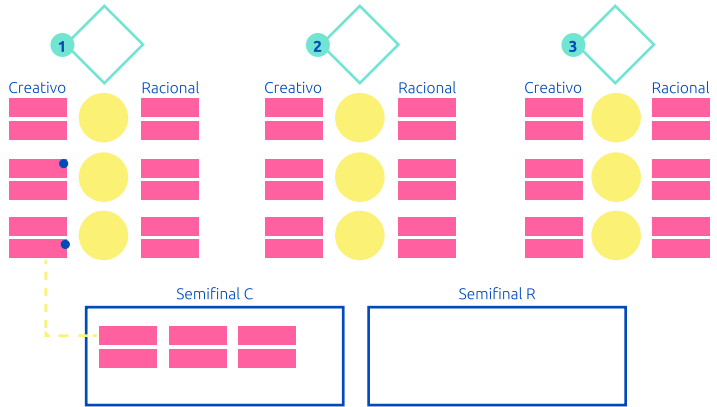 1
2
3
Creativo Racional
Creativo Racional
Creativo Racional
Semifinal C
Semifinal R